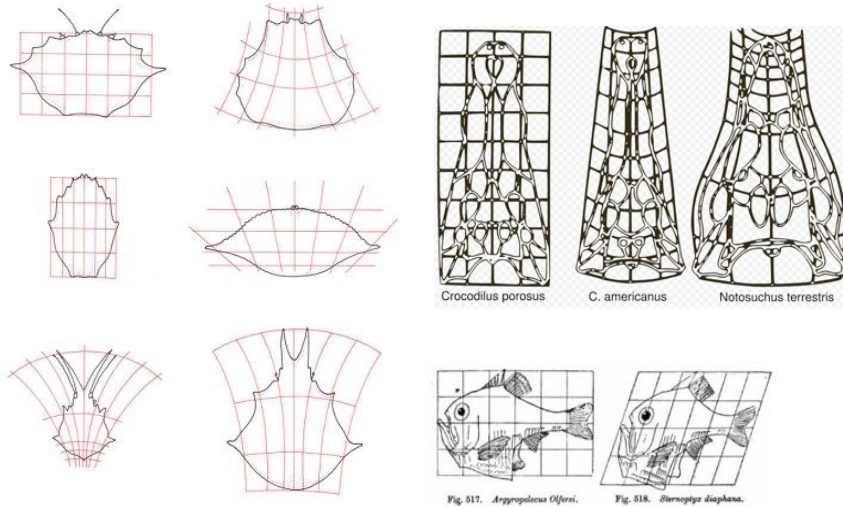 Crocodilus porosus
C. americanus
Notosuchus terrestris
Fig. 517. Argyropelecus Olfersi.
Fig. 518. Sternoptyx diaphana.